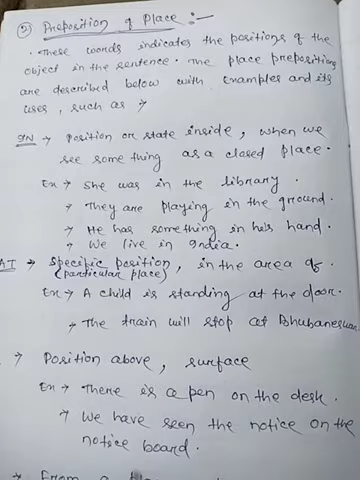 ② Preposition of Place :-
• These words indicates the positions of the
object in the sentence. The place prepositions
are described below with Examples and its
uses, such as →
IN → Position or state inside, when we
see something as a closed place.
Ex → She was in the library.
→ They are playing in the ground.
→ He has something in his hand.
→ We live in India.
AT → Specific position, in the area of.
(particular place)
Ex → A child is standing at the door.
→ The train will stop at Bhubaneswar
→ Position above, surface
Ex → There is a pen on the desk.
→ We have seen the notice on the
notice board.
→ From a